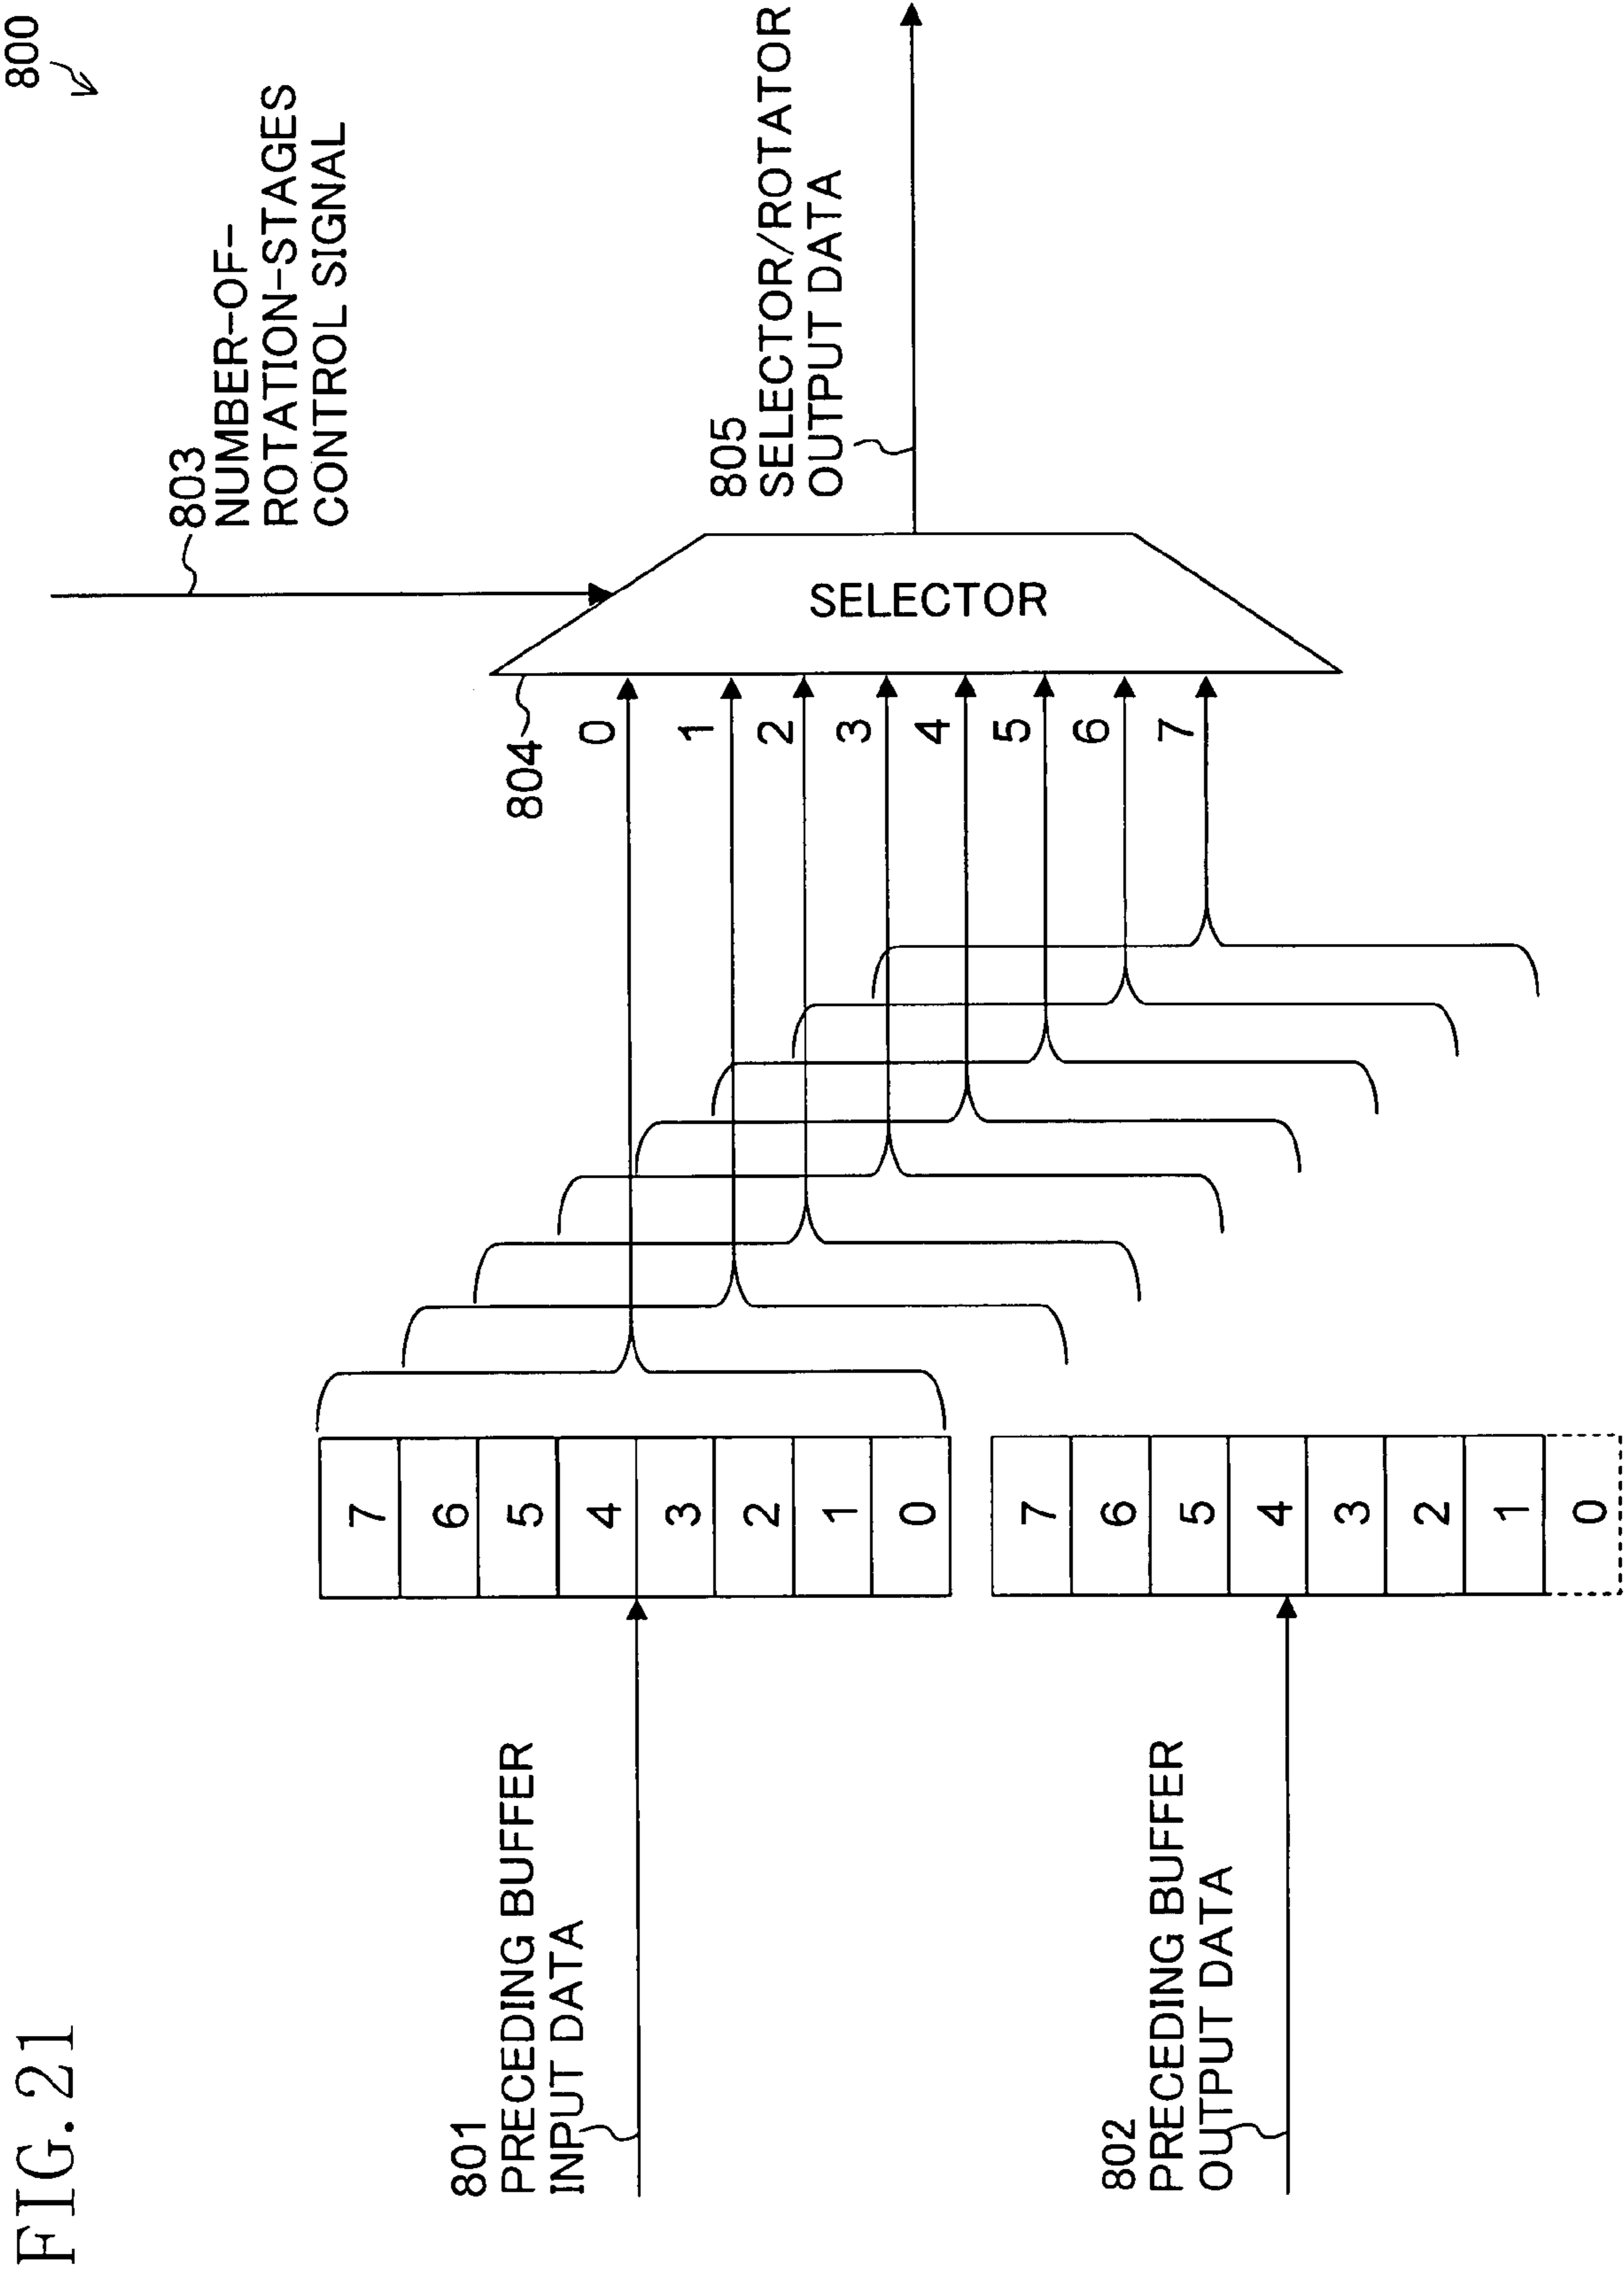 FIG. 21
800
803
NUMBER-OF-
ROTATION-STAGES
CONTROL SIGNAL
805
SELECTOR/ROTATOR
OUTPUT DATA
SELECTOR
804
0
1
2
3
4
5
6
7
7
6
5
4
3
2
1
0
7
6
5
4
3
2
1
0
801
PRECEDING BUFFER
INPUT DATA
802
PRECEDING BUFFER
OUTPUT DATA